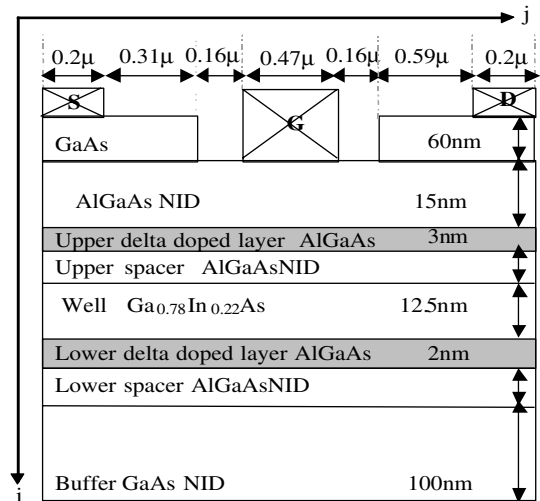 j
0.2μ 0.31μ 0.16μ 0.47μ 0.16μ 0.59μ 0.2μ
S G D
GaAs 60nm
AlGaAs NID 15nm
Upper delta doped layer AlGaAs 3nm
Upper spacer AlGaAsNID
Well Ga0.78In0.22As 12.5nm
Lower delta doped layer AlGaAs 2nm
Lower spacer AlGaAsNID
Buffer GaAs NID 100nm
i